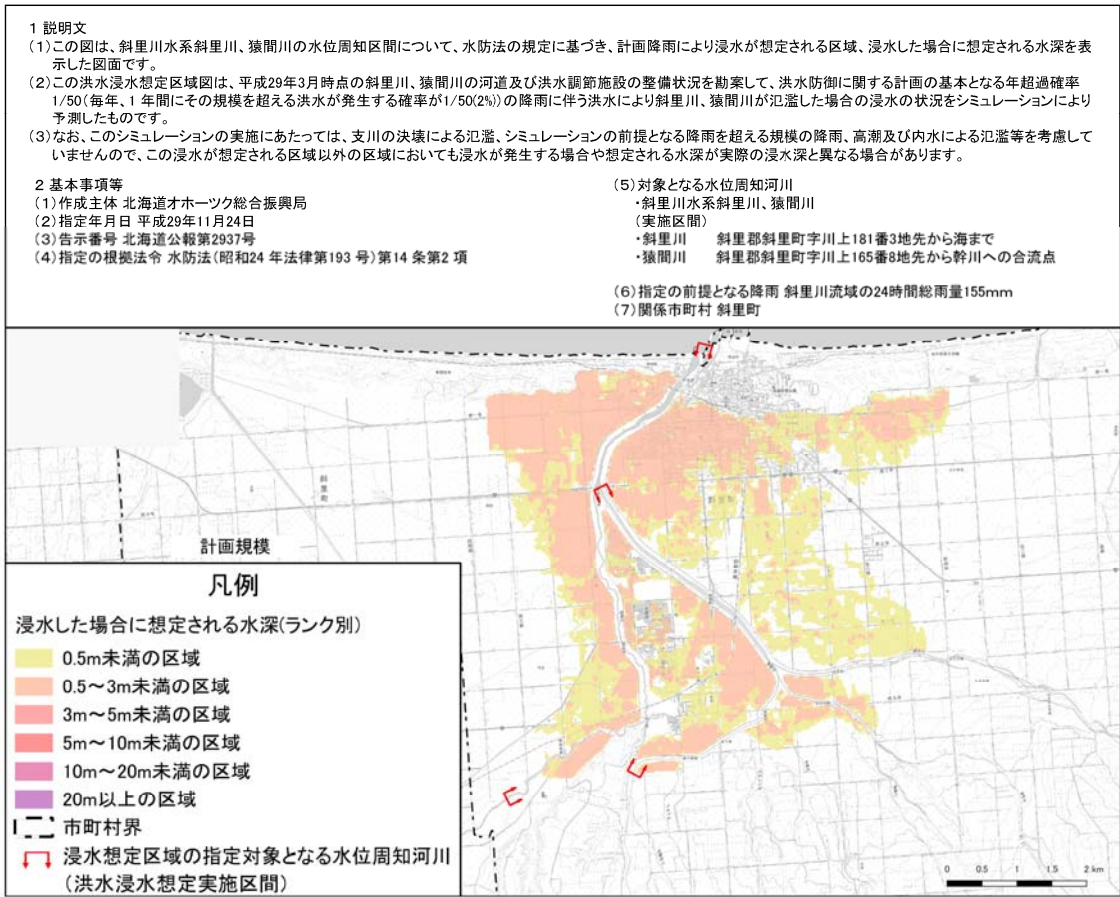 1 説明文
(1)この図は、斜里川水系斜里川、猿間川の水位周知区間について、水防法の規定に基づき、計画降雨により浸水が想定される区域、浸水した場合に想定される水深を表
示した図面です。
(2)この洪水浸水想定区域図は、平成29年3月時点の斜里川、猿間川の河道及び洪水調節施設の整備状況を勘案して、洪水防御に関する計画の基本となる年超過確率
1/50(毎年、1 年間にその規模を超える洪水が発生する確率が1/50(2%))の降雨に伴う洪水により斜里川、猿間川が氾濫した場合の浸水の状況をシミュレーションにより
予測したものです。
(3)なお、このシミュレーションの実施にあたっては、支川の決壊による氾濫、シミュレーションの前提となる降雨を超える規模の降雨、高潮及び内水による氾濫等を考慮して
いませんので、この浸水が想定される区域以外の区域においても浸水が発生する場合や想定される水深が実際の浸水深と異なる場合があります。
2 基本事項等
(1)作成主体 北海道オホーツク総合振興局
(2)指定年月日 平成29年11月24日
(3)告示番号 北海道公報第2937号
(4)指定の根拠法令 水防法(昭和24 年法律第193 号)第14 条第2 項
(5)対象となる水位周知河川
・斜里川水系斜里川、猿間川
(実施区間)
・斜里川 斜里郡斜里町字川上181番3地先から海まで
・猿間川 斜里郡斜里町字川上165番8地先から幹川への合流点
(6)指定の前提となる降雨 斜里川流域の24時間総雨量155mm
(7)関係市町村 斜里町
斜里町
計画規模
凡例
浸水した場合に想定される水深(ランク別)
0.5m未満の区域
0.5～3m未満の区域
3m～5m未満の区域
5m～10m未満の区域
10m～20m未満の区域
20m以上の区域
市町村界
浸水想定区域の指定対象となる水位周知河川
(洪水浸水想定実施区間)
0 0.5 1 1.5 2 km